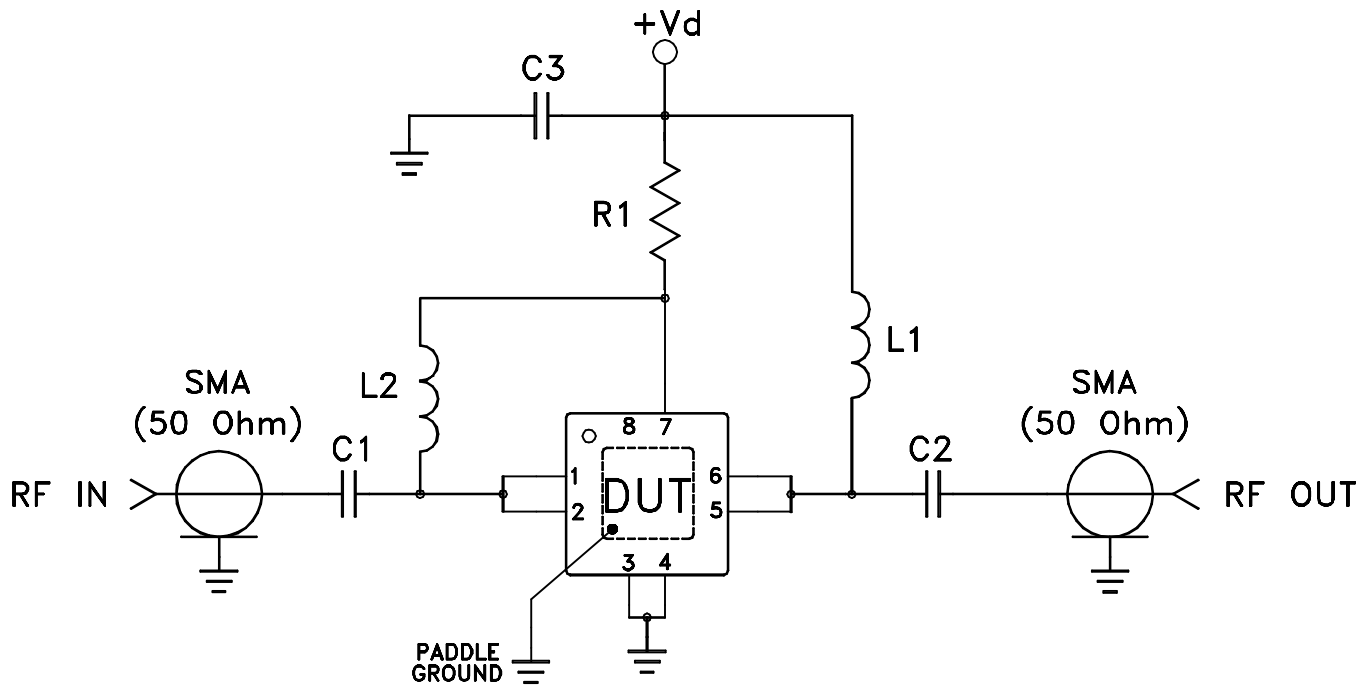 +Vd
C3
R1
L1
L2
SMA
(50 Ohm)
SMA
(50 Ohm)
C1
C2
8 7
RF IN
1
2
DUT
6
5
RF OUT
3 4
PADDLE
GROUND